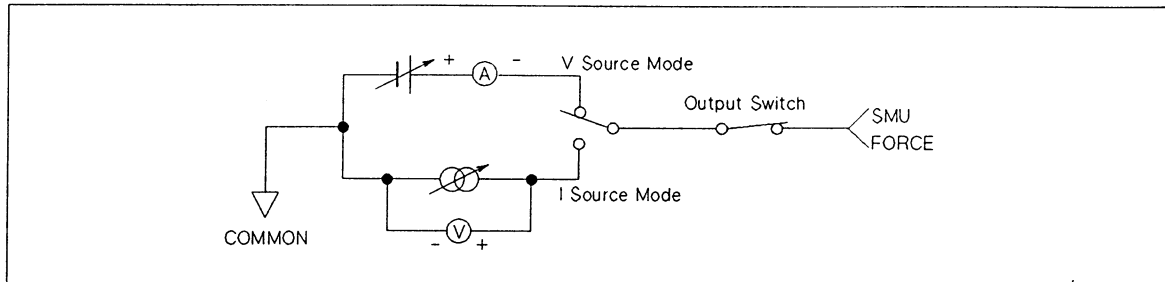 + A - V Source Mode
Output Switch
SMU
FORCE
I Source Mode
- V +
COMMON